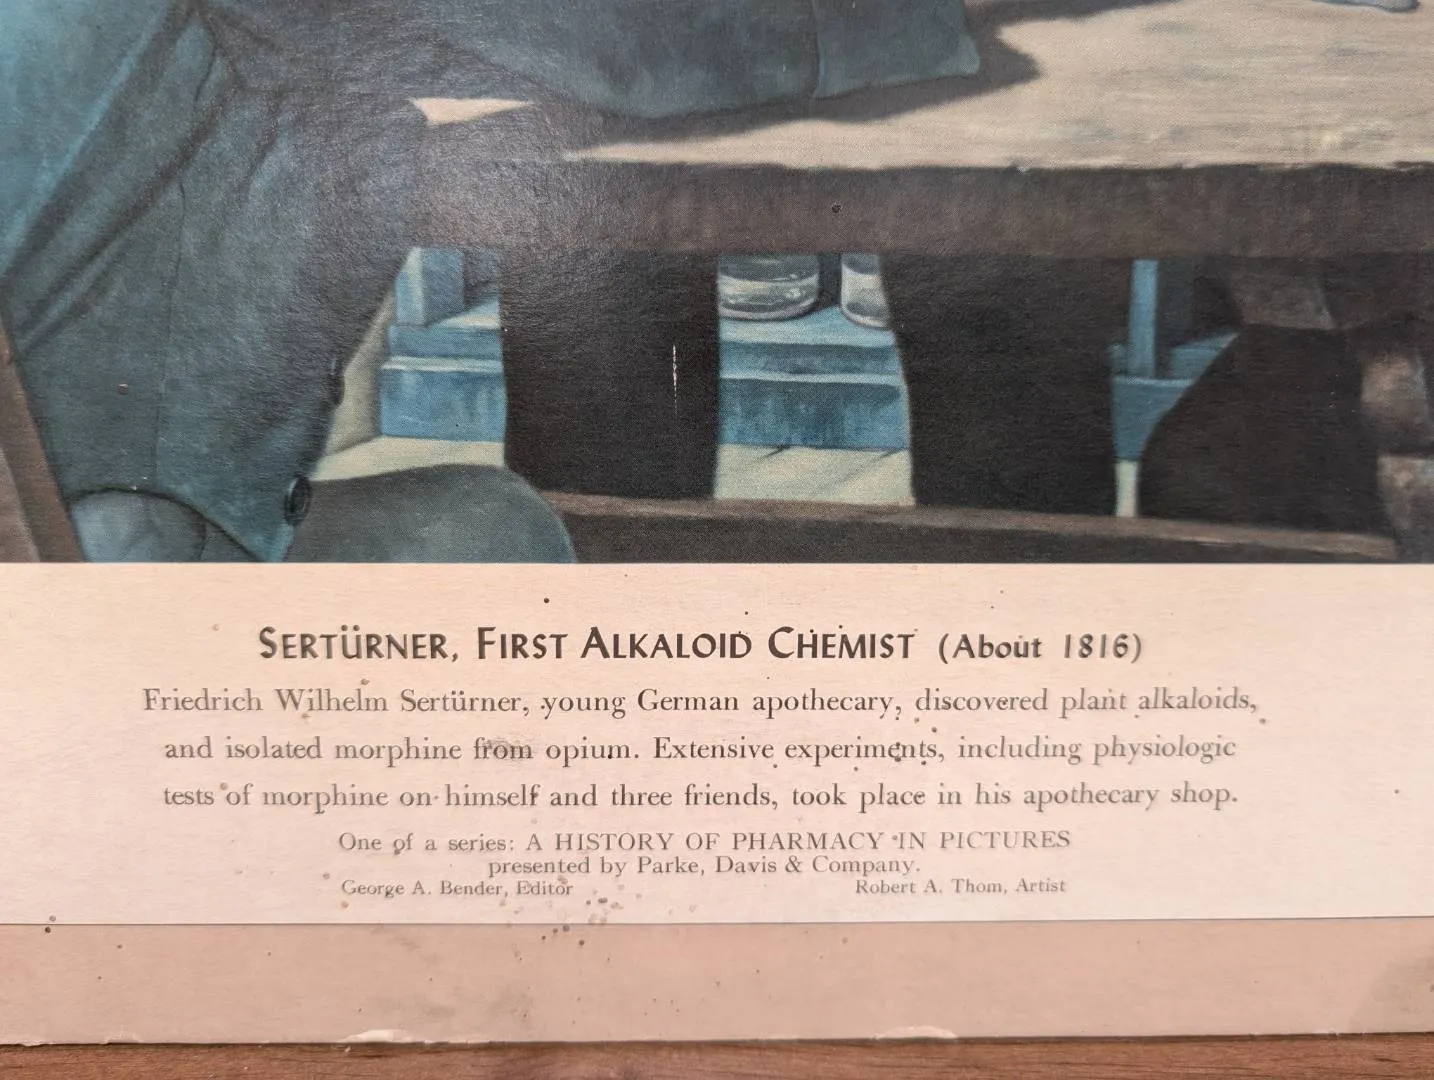 SERTÜRNER, FIRST ALKALOID CHEMIST (About 1816)
Friedrich Wilhelm Sertürner, young German apothecary, discovered plant alkaloids,
and isolated morphine from opium. Extensive experiments, including physiologic
tests of morphine on himself and three friends, took place in his apothecary shop.
One of a series: A HISTORY OF PHARMACY IN PICTURES
presented by Parke, Davis & Company.
George A. Bender, Editor Robert A. Thom, Artist